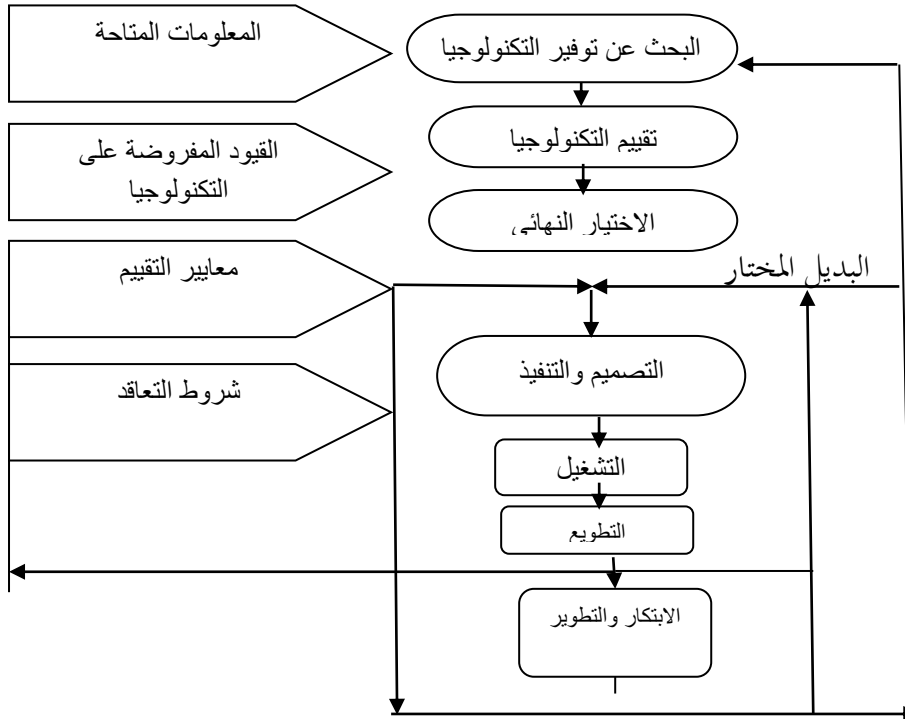 المعلومات المتاحة
البحث عن توفير التكنولوجيا
تقييم التكنولوجيا
القيود المفروضة على
التكنولوجيا
الاختيار النهائي
معايير التقييم
البديل المختار
التصميم والتنفيذ
شروط التعاقد
التشغيل
التطويع
الابتكار والتطوير